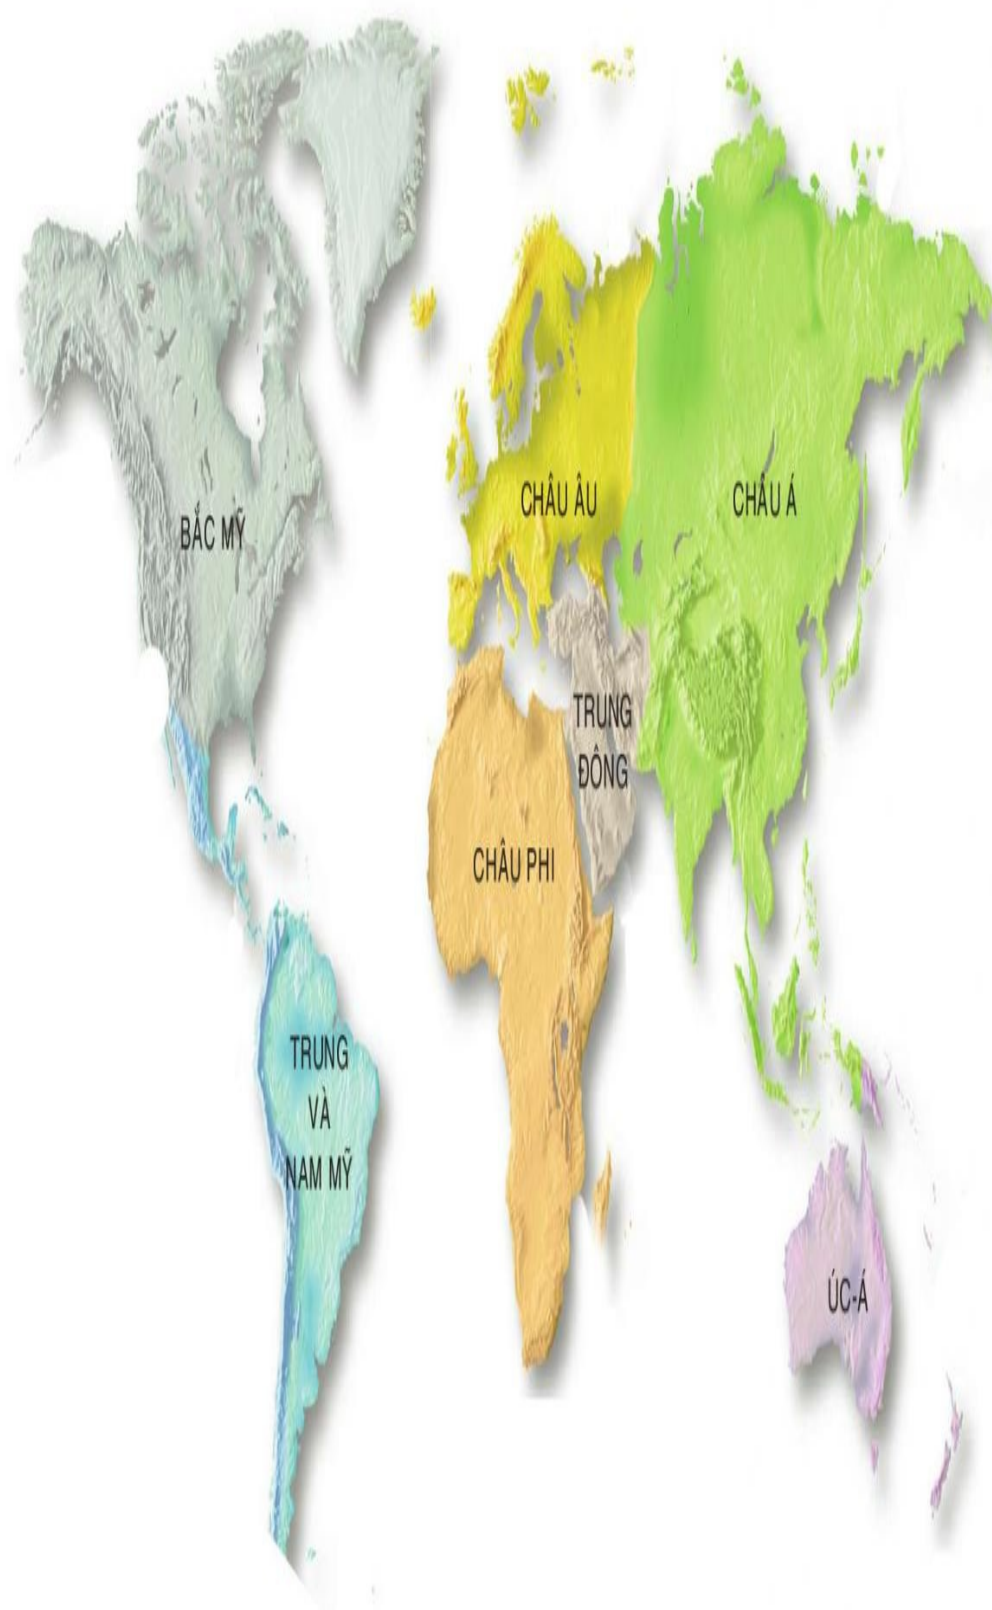 BẮC MỸ
CHÂU ÂU
CHÂU Á
TRUNG
ĐÔNG
CHÂU PHI
TRUNG
VÀ
NAM MỸ
ÚC-Á